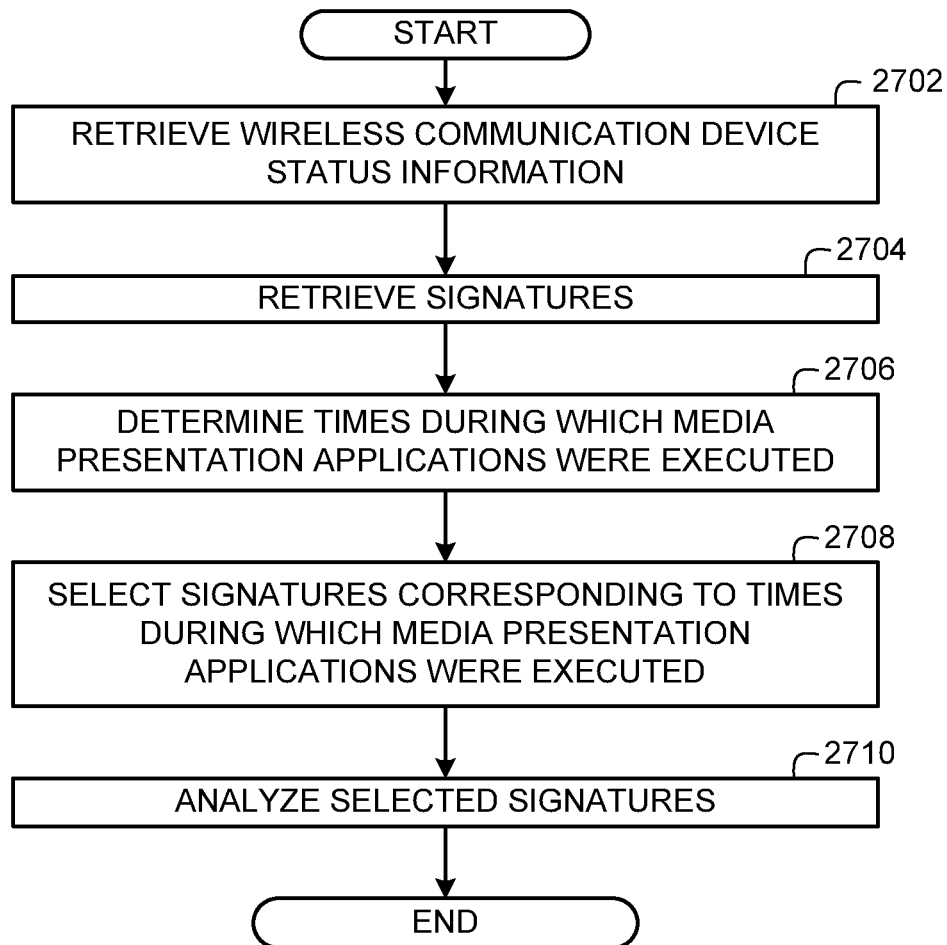 START
2702
RETRIEVE WIRELESS COMMUNICATION DEVICE
STATUS INFORMATION
2704
RETRIEVE SIGNATURES
2706
DETERMINE TIMES DURING WHICH MEDIA
PRESENTATION APPLICATIONS WERE EXECUTED
2708
SELECT SIGNATURES CORRESPONDING TO TIMES
DURING WHICH MEDIA PRESENTATION
APPLICATIONS WERE EXECUTED
2710
ANALYZE SELECTED SIGNATURES
END